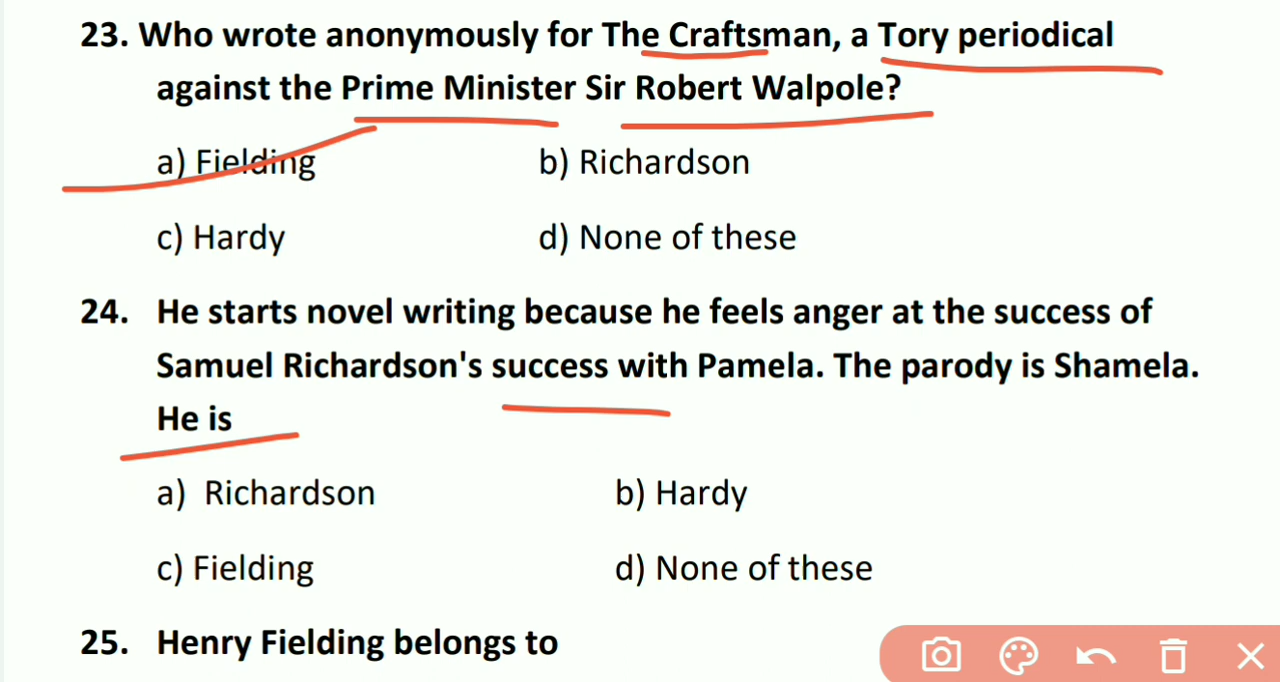 23. Who wrote anonymously for The Craftsman, a Tory periodical
against the Prime Minister Sir Robert Walpole?
a) Fielding b) Richardson
c) Hardy d) None of these
24. He starts novel writing because he feels anger at the success of
Samuel Richardson's success with Pamela. The parody is Shamela.
He is
a) Richardson b) Hardy
c) Fielding d) None of these
25. Henry Fielding belongs to